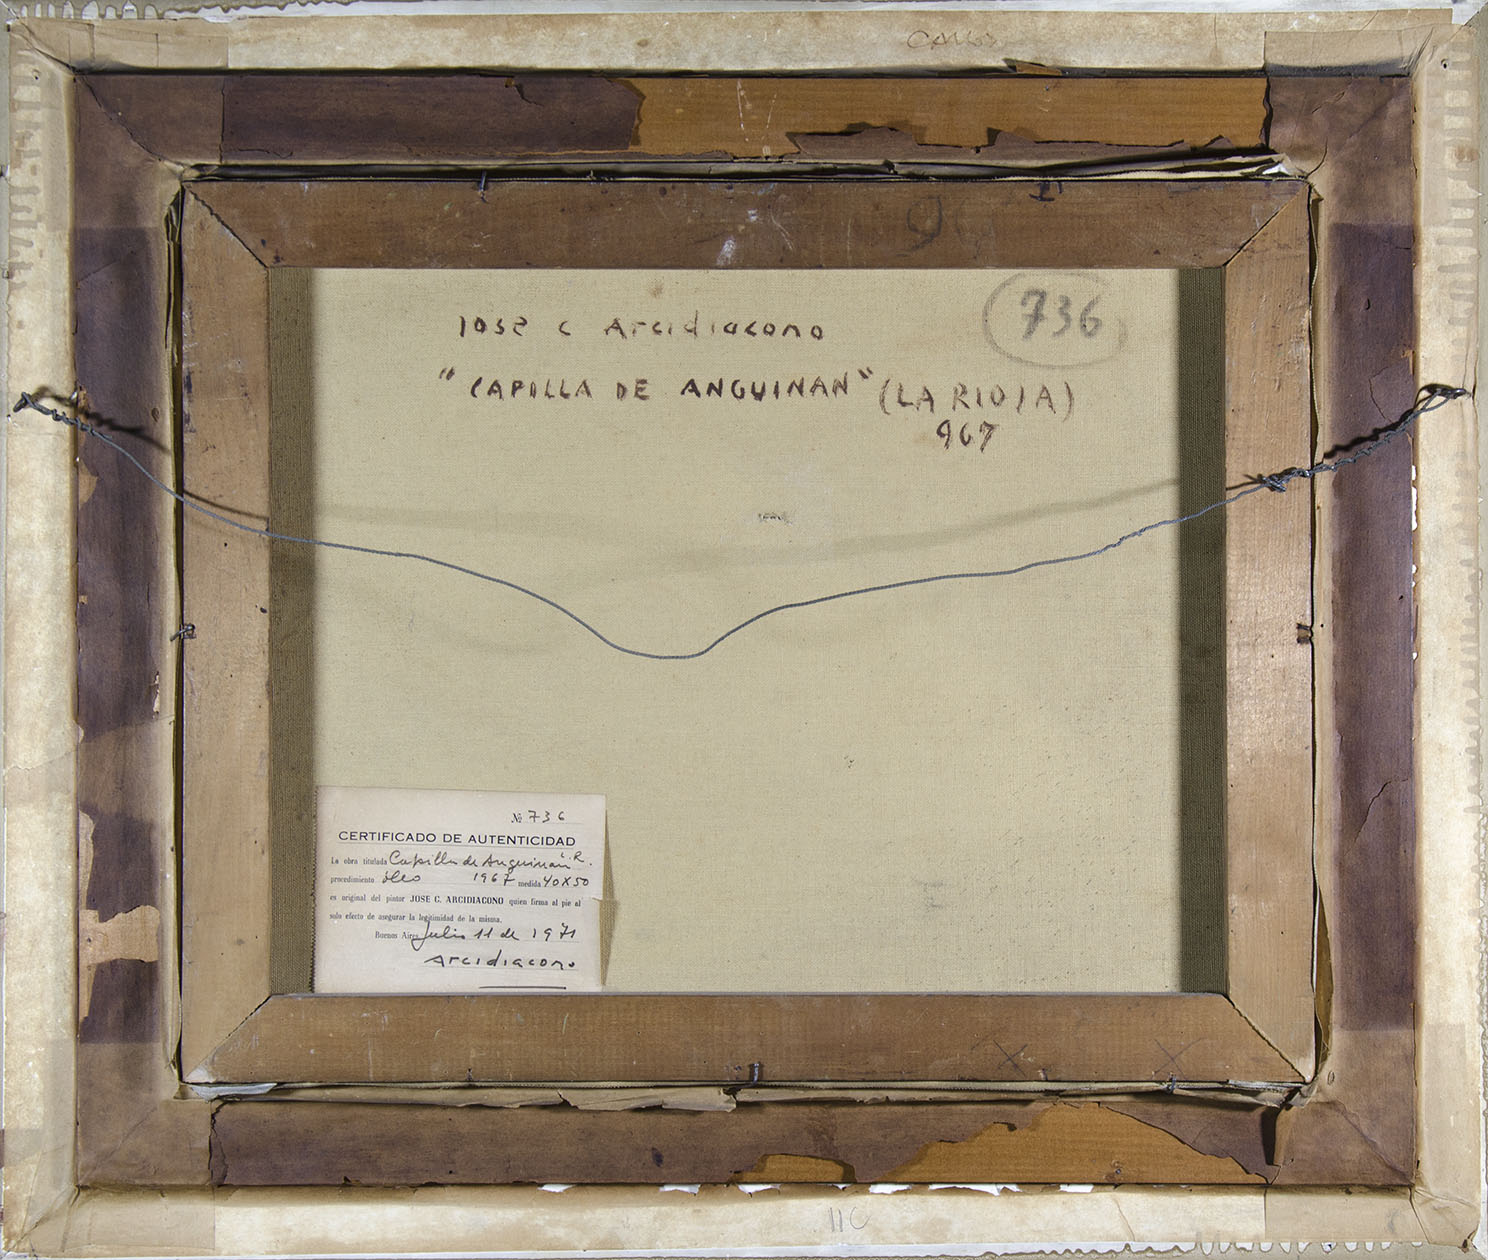 736
JOSE C ArcidiAcono
"CAPILLA DE ANGUINAN" (LA RIOJA)
967
№ 736
CERTIFICADO DE AUTENTICIDAD
La obra titulada Capilla de Anguinan L.R.
procedimiento óleo 1967 medida 40X50
es original del pintor JOSE C. ARCIDIACONO quien firma al pie al
solo efecto de asegurar la legitimidad de la misma.
Buenos Aires, Julio 11 de 1971
Arcidiacono